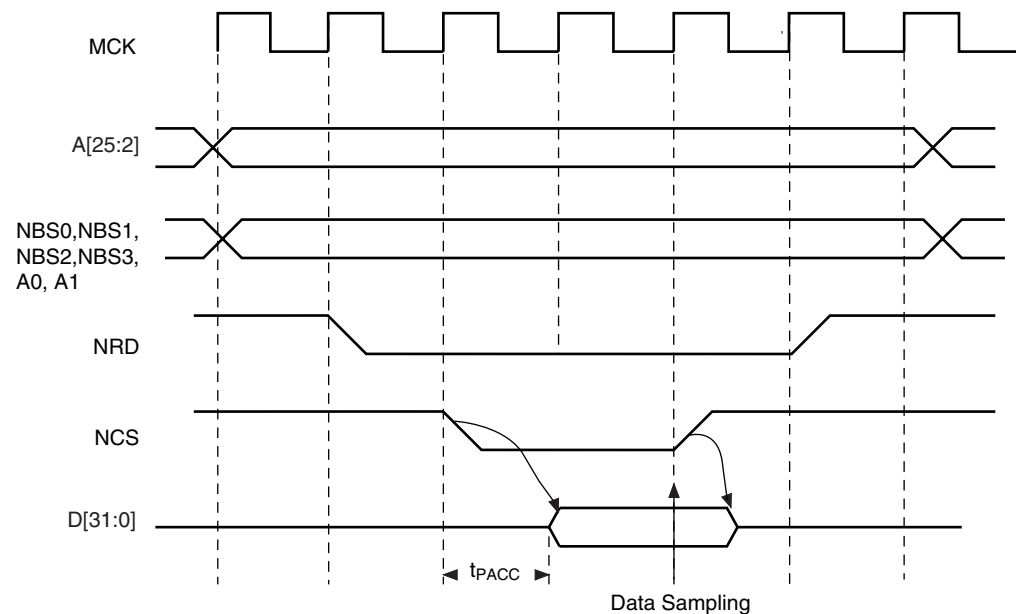 MCK
A[25:2]
NBS0,NBS1,
NBS2,NBS3,
A0, A1
NRD
NCS
D[31:0]
tPACC
Data Sampling